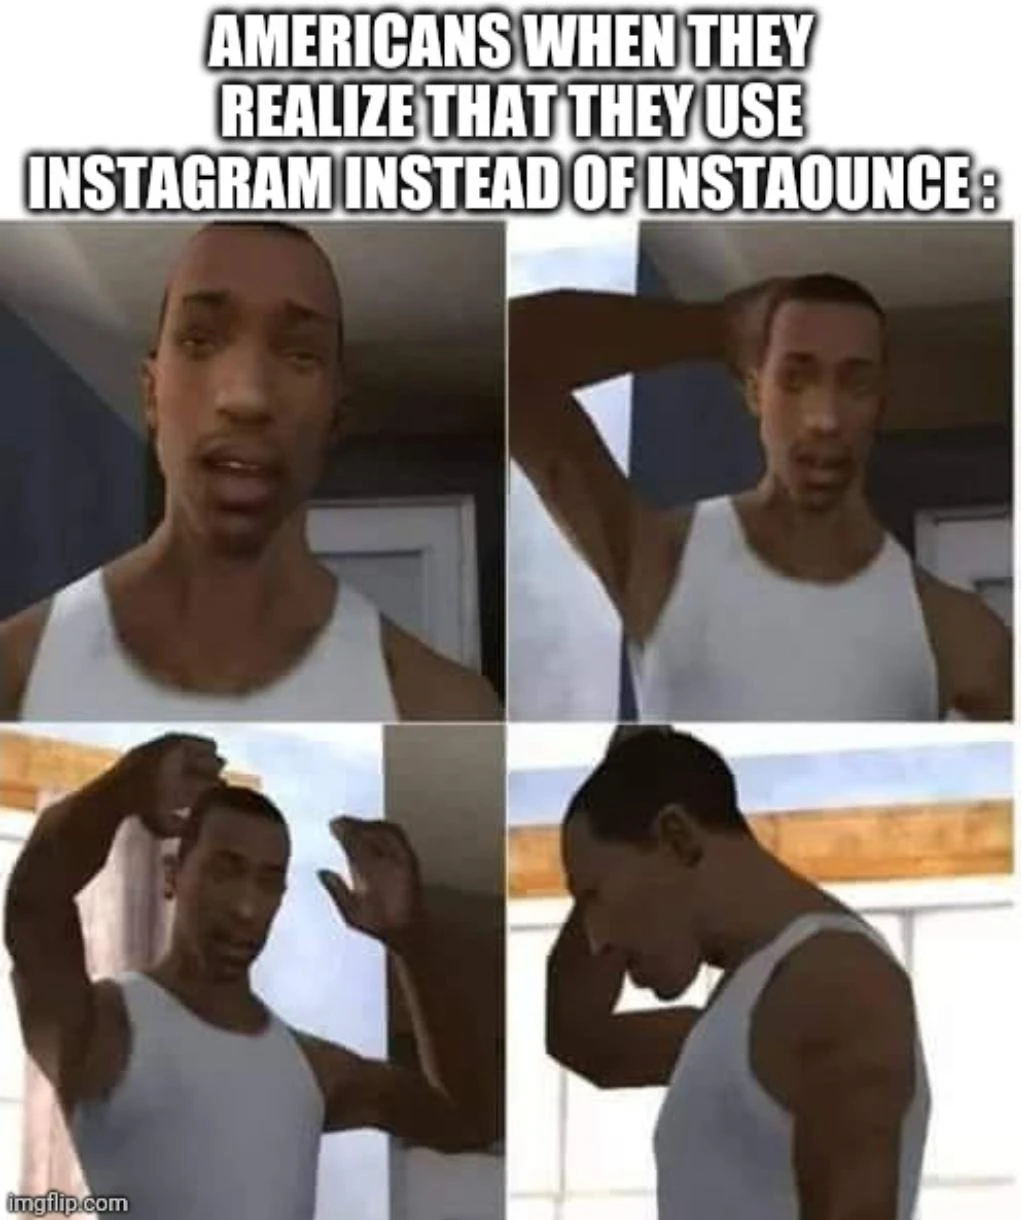 AMERICANS WHEN THEY
REALIZE THAT THEY USE
INSTAGRAM INSTEAD OF INSTAOUNCE :
imgflip.com